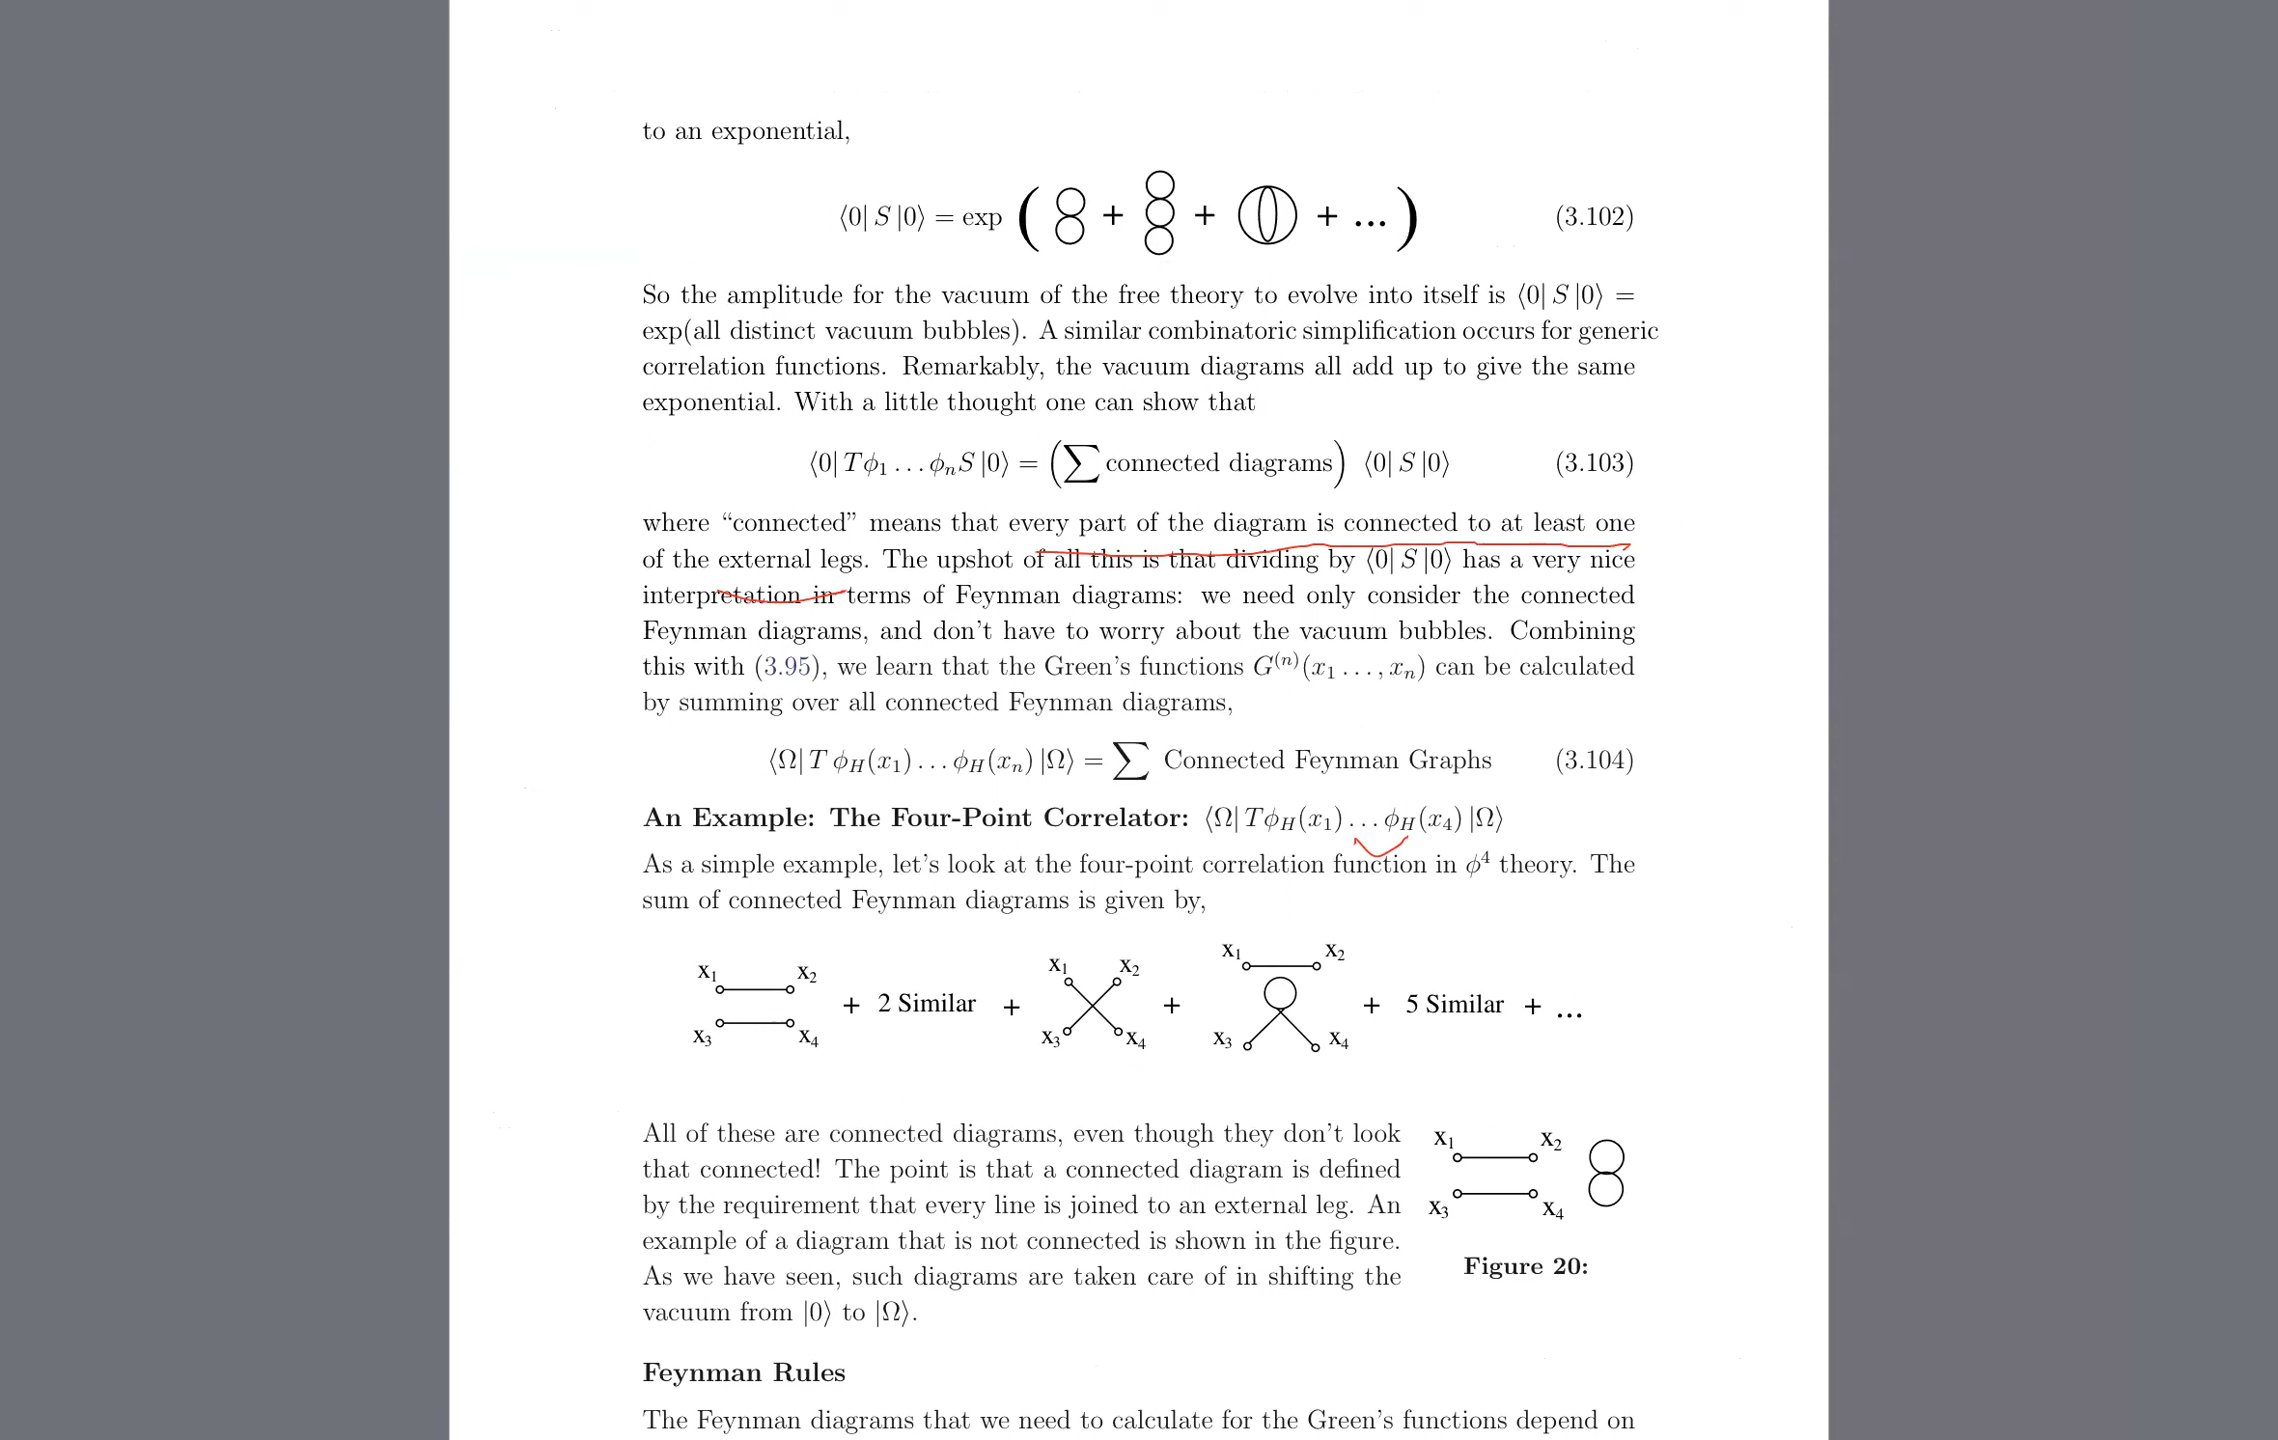 to an exponential,
⟨0| S |0⟩ = exp ( + + + ... ) (3.102)
So the amplitude for the vacuum of the free theory to evolve into itself is ⟨0| S |0⟩ =
exp(all distinct vacuum bubbles). A similar combinatoric simplification occurs for generic
correlation functions. Remarkably, the vacuum diagrams all add up to give the same
exponential. With a little thought one can show that
⟨0| Tϕ₁ . . . ϕₙS |0⟩ = (∑ connected diagrams) ⟨0| S |0⟩ (3.103)
where “connected” means that every part of the diagram is connected to at least one
of the external legs. The upshot of all this is that dividing by ⟨0| S |0⟩ has a very nice
interpretation in terms of Feynman diagrams: we need only consider the connected
Feynman diagrams, and don’t have to worry about the vacuum bubbles. Combining
this with (3.95), we learn that the Green’s functions G⁽ⁿ⁾(x₁ . . . , xₙ) can be calculated
by summing over all connected Feynman diagrams,
⟨Ω| T ϕ_H(x₁) . . . ϕ_H(xₙ) |Ω⟩ = ∑ Connected Feynman Graphs (3.104)
An Example: The Four-Point Correlator: ⟨Ω| Tϕ_H(x₁) . . . ϕ_H(x₄) |Ω⟩
As a simple example, let’s look at the four-point correlation function in ϕ⁴ theory. The
sum of connected Feynman diagrams is given by,
x₁ x₂ x₁ x₂ x₁ x₂
+ 2 Similar + + + 5 Similar + ...
x₃ x₄ x₃ x₄ x₃ x₄
All of these are connected diagrams, even though they don’t look
that connected! The point is that a connected diagram is defined
by the requirement that every line is joined to an external leg. An
example of a diagram that is not connected is shown in the figure.
As we have seen, such diagrams are taken care of in shifting the
vacuum from |0⟩ to |Ω⟩.
x₁ x₂
x₃ x₄
Figure 20:
Feynman Rules
The Feynman diagrams that we need to calculate for the Green’s functions depend on